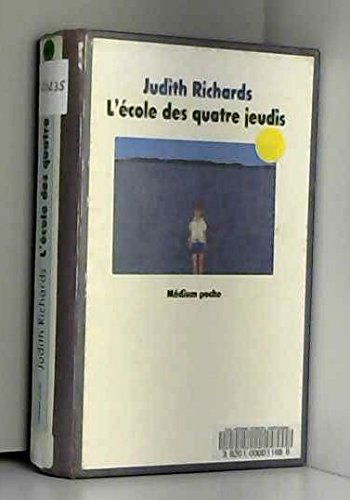 Judith Richards
L'école des quatre jeudis
Médium poche
Judith Richards L'école des quatre